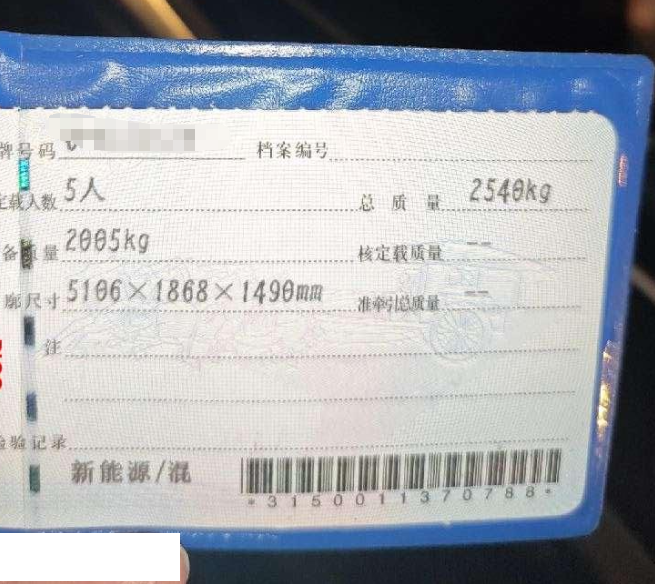 牌号码 档案编号
定载人数 5人 总质量 2540kg
备质量 2005kg 核定载质量 --
廓尺寸 5106×1868×1490mm 准牵引总质量 --
注
检验记录
新能源/混
*3150011370788*